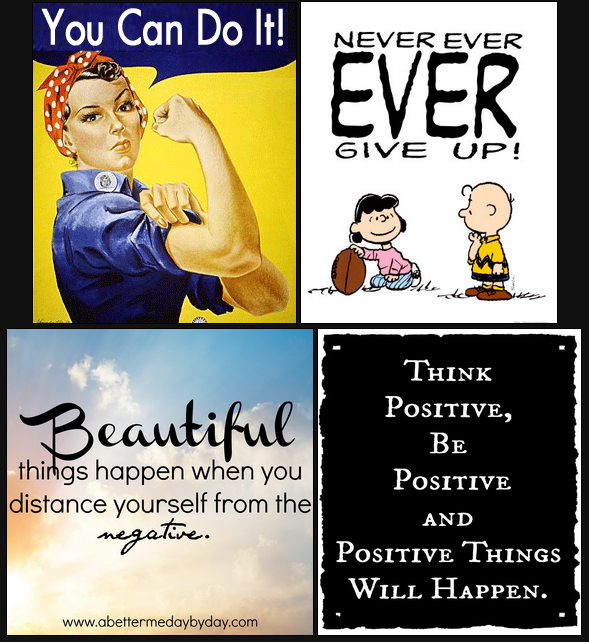 You Can Do It!
NEVER EVER
EVER
GIVE UP!
Beautiful
things happen when you
distance yourself from the
negative.
www.abettermedaybyday.com
Think
Positive,
Be
Positive
and
Positive Things
Will Happen.